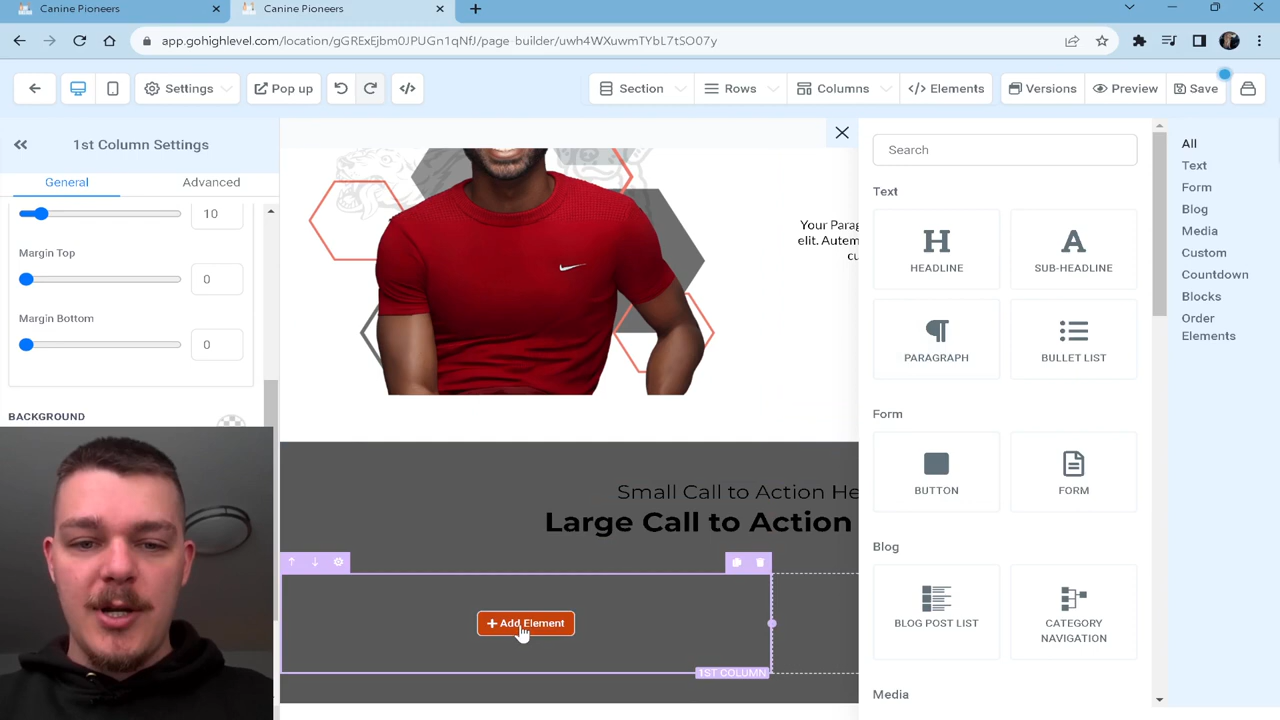 Canine Pioneers
Canine Pioneers
app.gohighlevel.com/location/gGRExEjbm0JPUGn1qNfJ/page-builder/uwh4WXuwmTYbL7tSO07y
Settings
Pop up
Section
Rows
Columns
Elements
Versions
Preview
Save
1st Column Settings
General
Advanced
10
Margin Top
0
Margin Bottom
0
BACKGROUND
Your Parag
elit. Autem
cu
Small Call to Action He
Large Call to Action
+ Add Element
1ST COLUMN
Search
Text
HEADLINE
SUB-HEADLINE
PARAGRAPH
BULLET LIST
Form
BUTTON
FORM
Blog
BLOG POST LIST
CATEGORY
NAVIGATION
Media
All
Text
Form
Blog
Media
Custom
Countdown
Blocks
Order
Elements